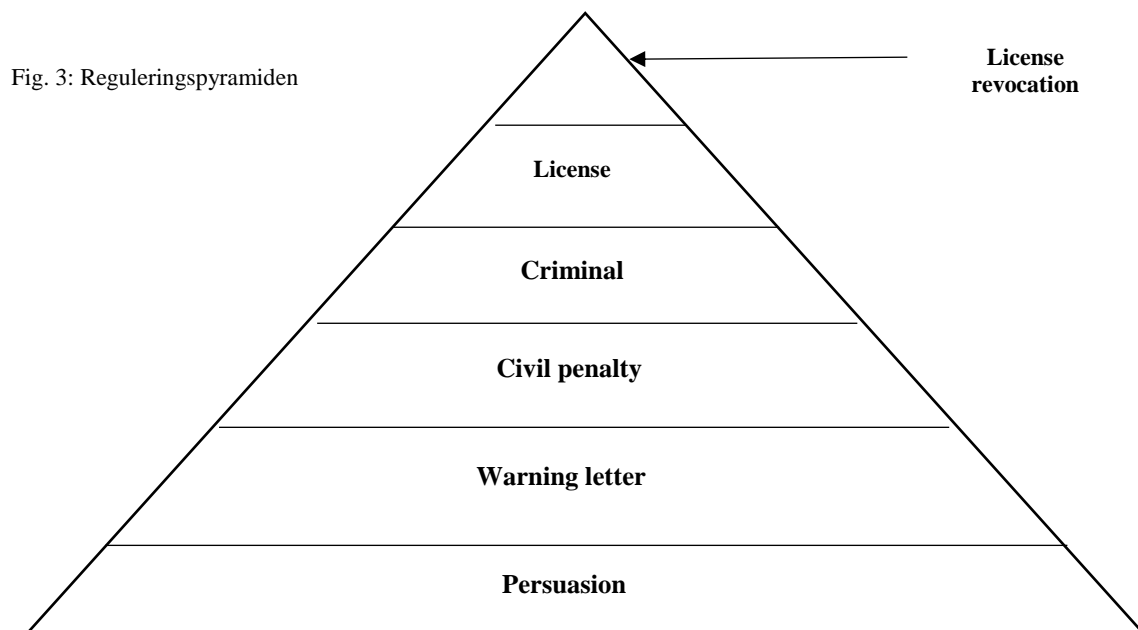 License
revocation
Fig. 3: Reguleringspyramiden
License
Criminal
Civil penalty
Warning letter
Persuasion